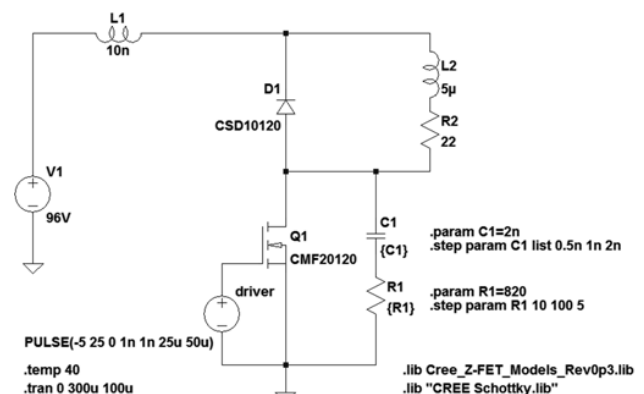 L1
10n
L2
5µ
D1
CSD10120
R2
22
V1
96V
C1
{C1}
.param C1=2n
.step param C1 list 0.5n 1n 2n
Q1
CMF20120
driver
R1
{R1}
.param R1=820
.step param R1 10 100 5
PULSE(-5 25 0 1n 1n 25u 50u)
.temp 40
.tran 0 300u 100u
.lib Cree_Z-FET_Models_Rev0p3.lib
.lib "CREE Schottky.lib"